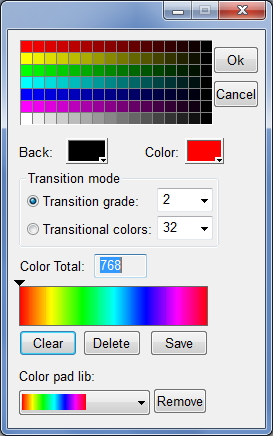 Ok
Cancel
Back: Color:
Transition mode
Transition grade: 2
Transitional colors: 32
Color Total: 768
Clear Delete Save
Color pad lib:
Remove